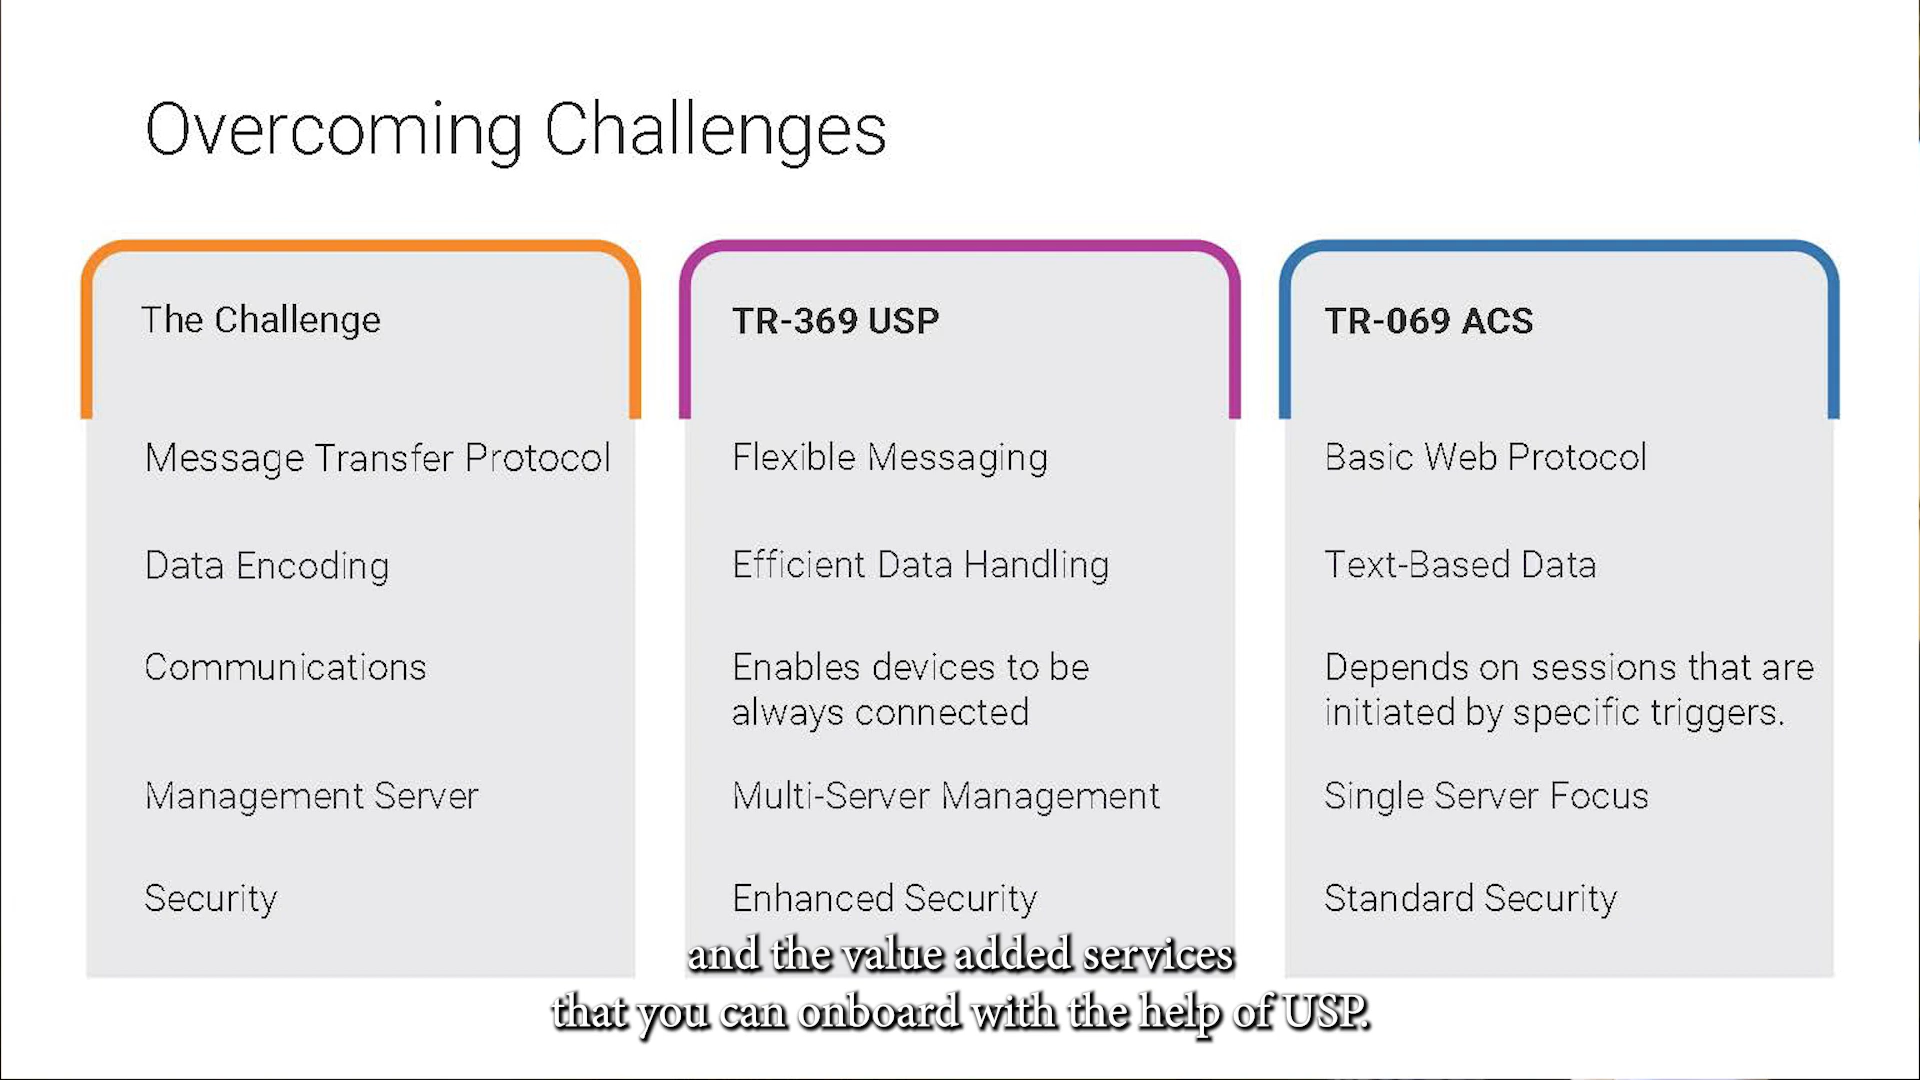 Overcoming Challenges
The Challenge
Message Transfer Protocol
Data Encoding
Communications
Management Server
Security
TR-369 USP
Flexible Messaging
Efficient Data Handling
Enables devices to be
always connected
Multi-Server Management
Enhanced Security
TR-069 ACS
Basic Web Protocol
Text-Based Data
Depends on sessions that are
initiated by specific triggers.
Single Server Focus
Standard Security
and the value added services
that you can onboard with the help of USP.